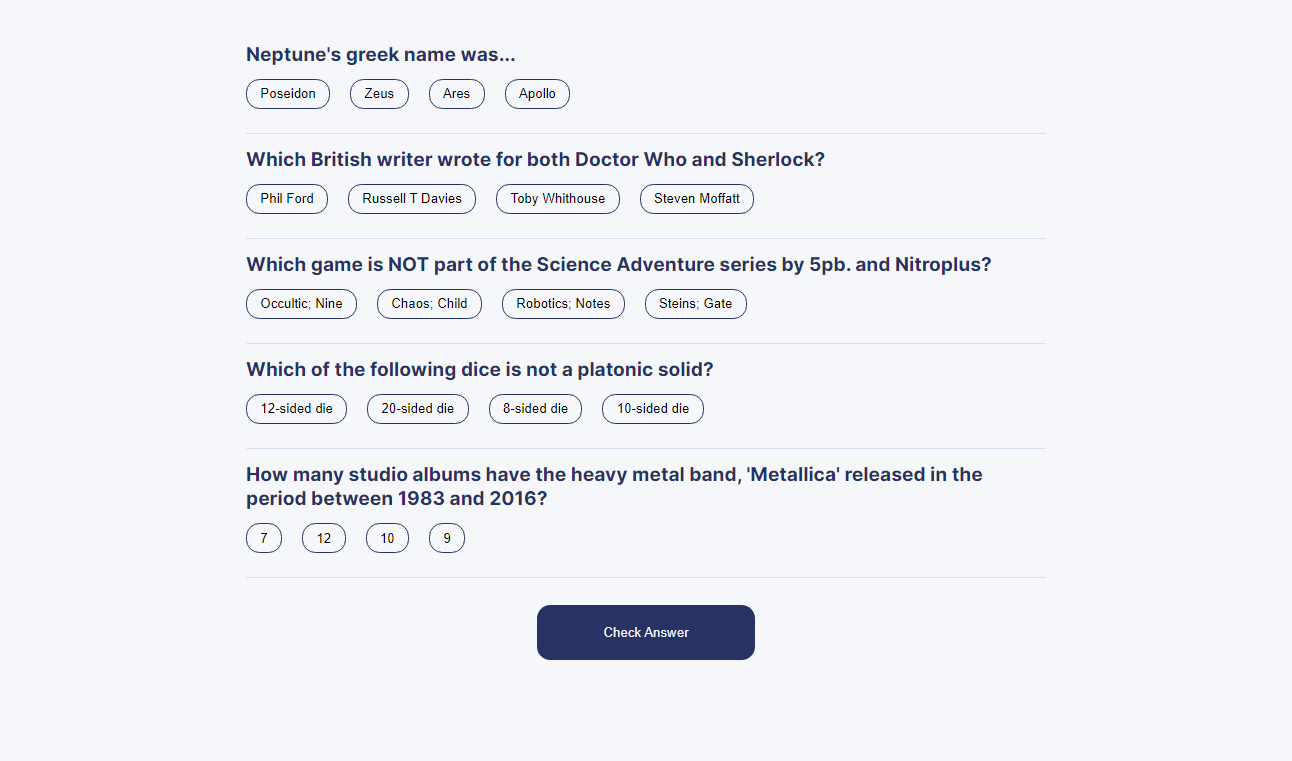 Neptune's greek name was...
Poseidon Zeus Ares Apollo
Which British writer wrote for both Doctor Who and Sherlock?
Phil Ford Russell T Davies Toby Whithouse Steven Moffatt
Which game is NOT part of the Science Adventure series by 5pb. and Nitroplus?
Occultic; Nine Chaos; Child Robotics; Notes Steins; Gate
Which of the following dice is not a platonic solid?
12-sided die 20-sided die 8-sided die 10-sided die
How many studio albums have the heavy metal band, 'Metallica' released in the
period between 1983 and 2016?
7 12 10 9
Check Answer